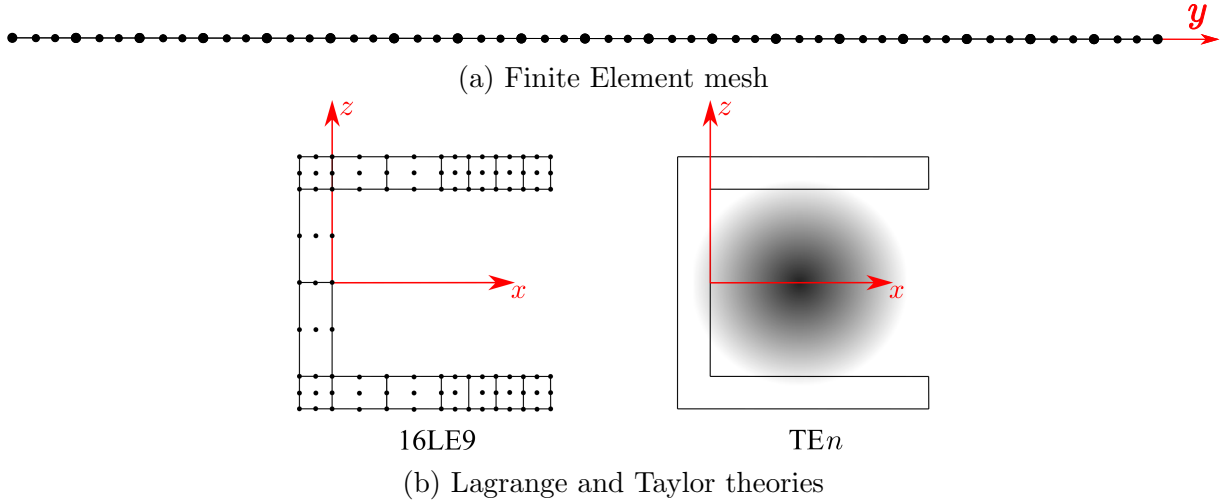 y
(a) Finite Element mesh
z z
x x
16LE9 TEn
(b) Lagrange and Taylor theories